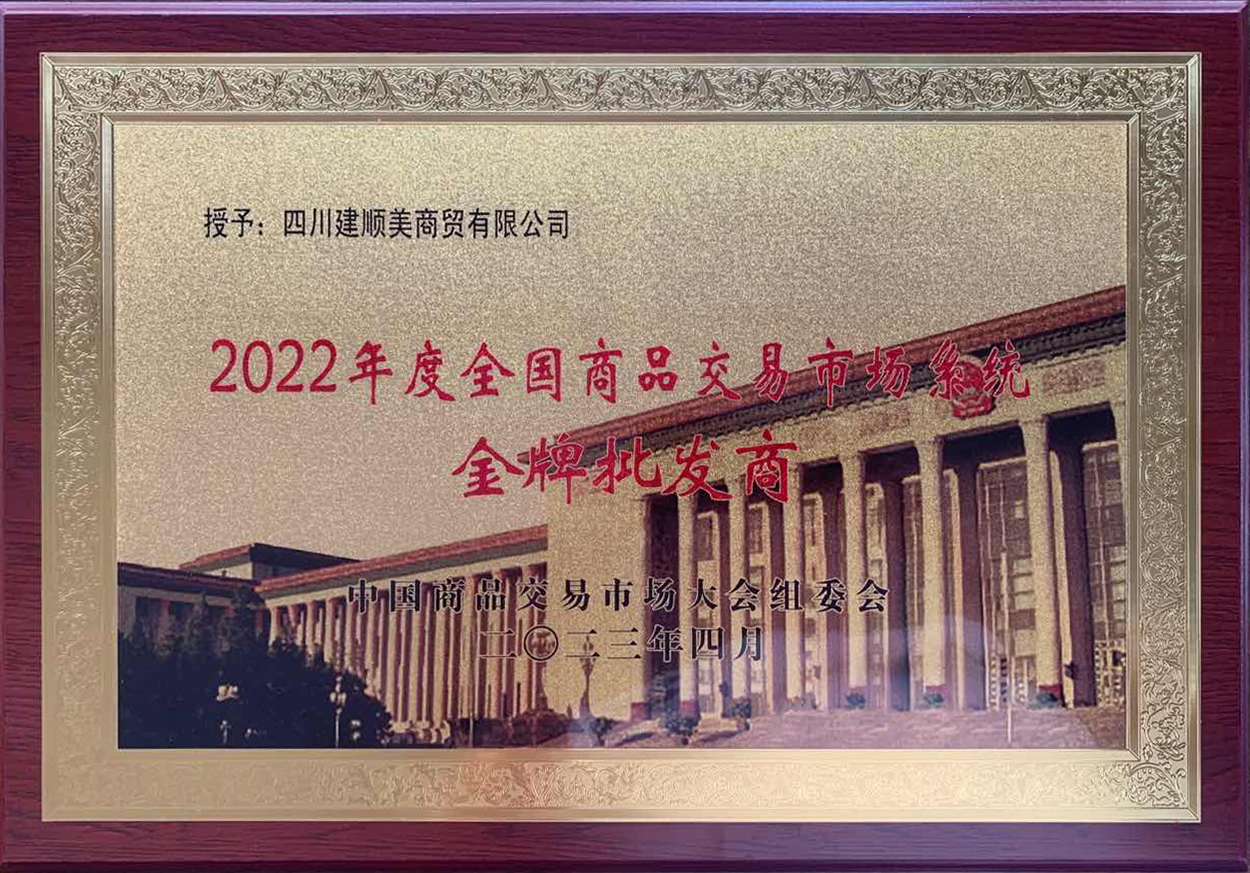 授予：四川建顺美商贸有限公司
2022年度全国商品交易市场系统
金牌批发商
中国商品交易市场大会组委会
二〇二三年四月